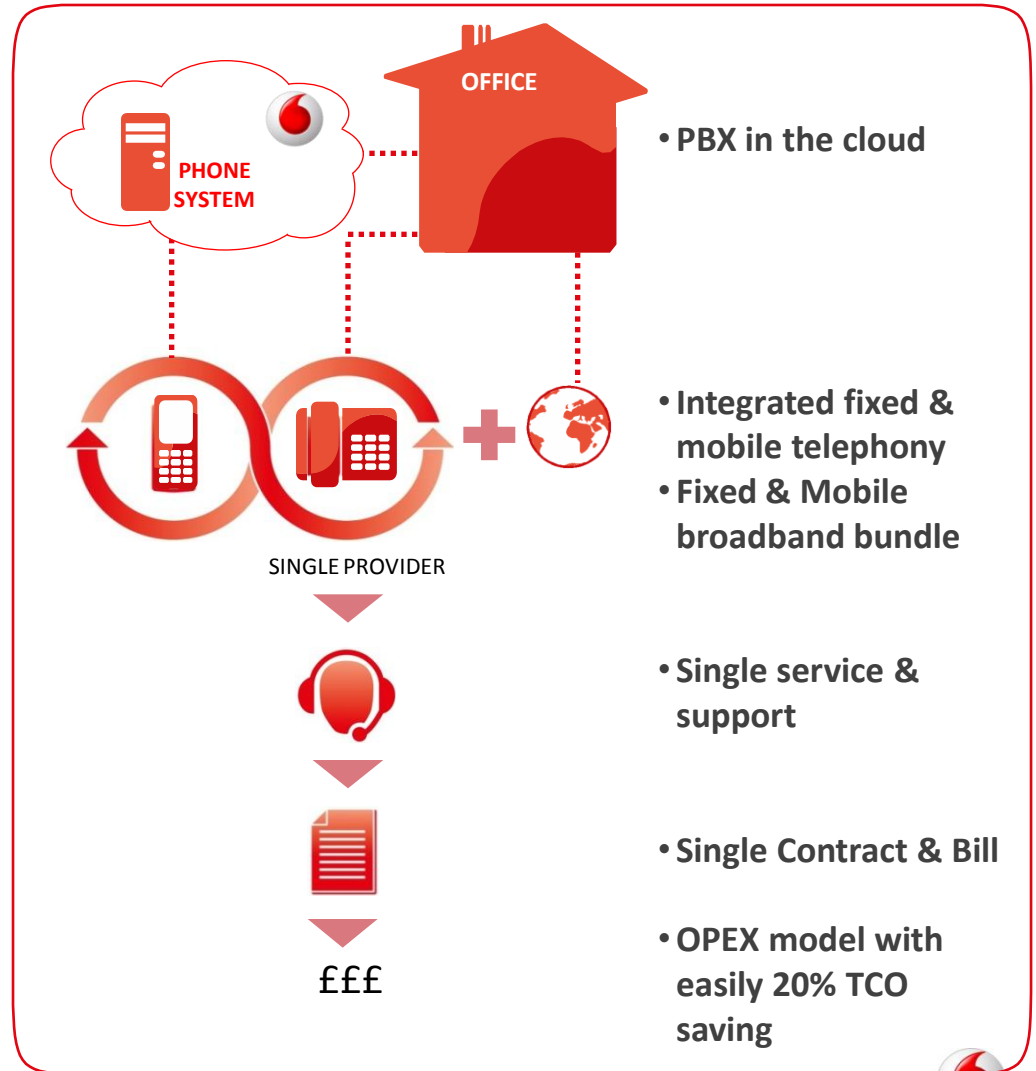 OFFICE
PHONE
SYSTEM
• PBX in the cloud
• Integrated fixed &
mobile telephony
• Fixed & Mobile
broadband bundle
SINGLE PROVIDER
• Single service &
support
• Single Contract & Bill
• OPEX model with
easily 20% TCO
saving
£££